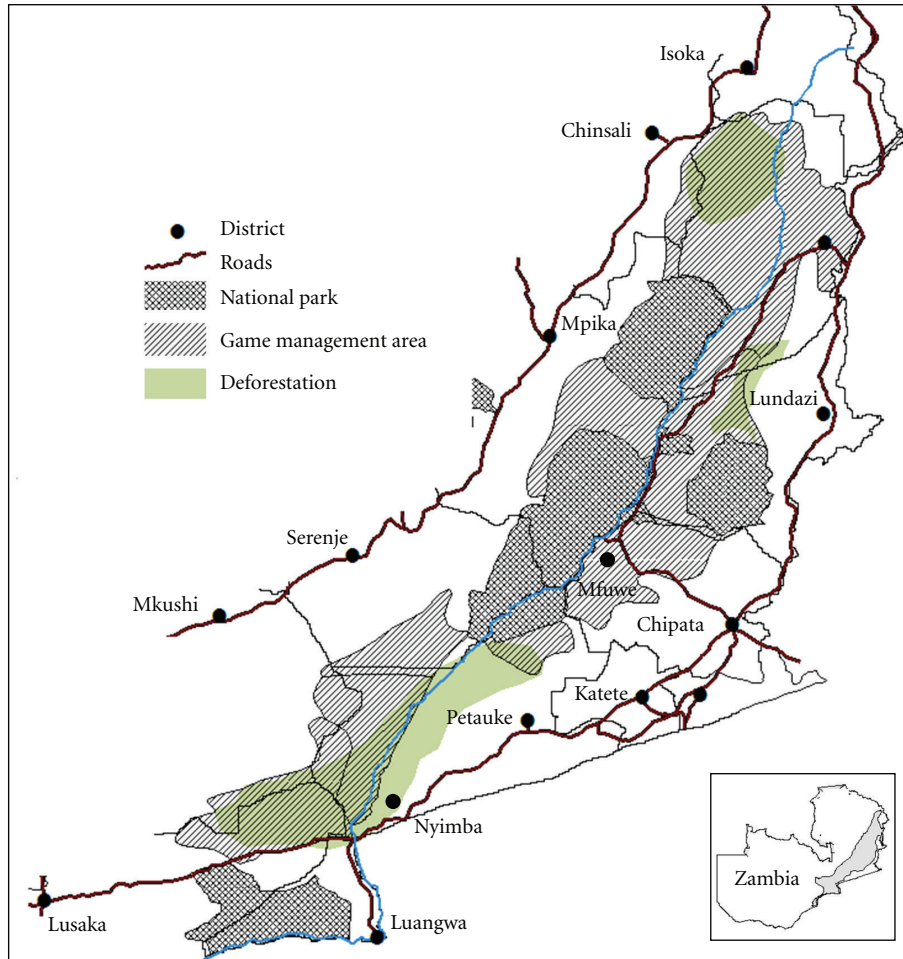 Isoka
Chinsali
District
Roads
National park
Mpika
Game management area
Deforestation
Lundazi
Serenje
Mfuwe
Mkushi
Chipata
Katete
Petauke
Nyimba
Zambia
Lusaka
Luangwa